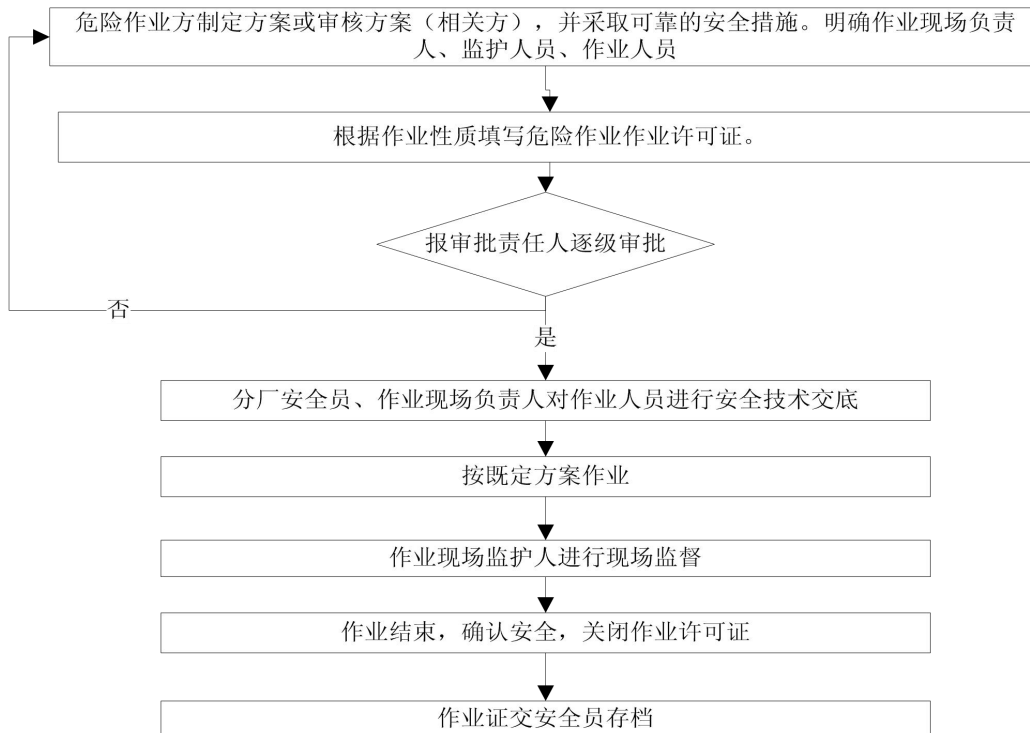 危险作业方制定方案或审核方案（相关方），并采取可靠的安全措施。明确作业现场负责
人、监护人员、作业人员
根据作业性质填写危险作业作业许可证。
报审批责任人逐级审批
否
是
分厂安全员、作业现场负责人对作业人员进行安全技术交底
按既定方案作业
作业现场监护人进行现场监督
作业结束，确认安全，关闭作业许可证
作业证交安全员存档